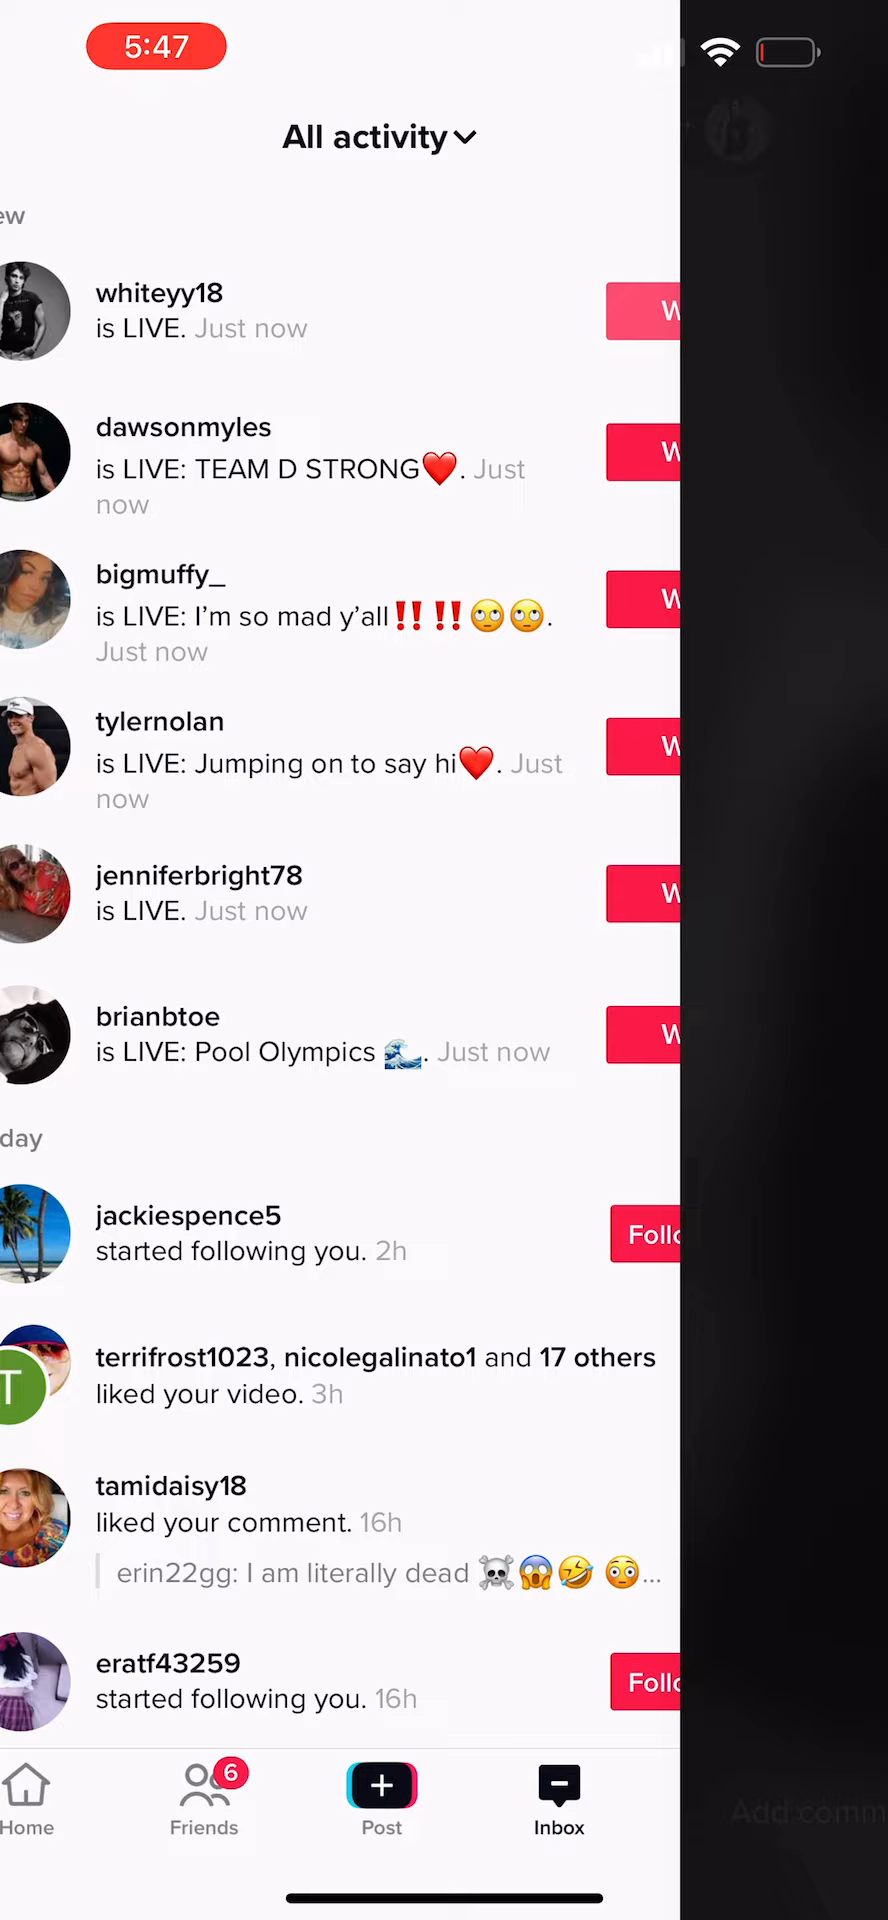 5:47
All activity
ew
whiteyy18
is LIVE. Just now
W
dawsonmyles
is LIVE: TEAM D STRONG❤️. Just
now
W
bigmuffy_
is LIVE: I’m so mad y’all‼️‼️🙄🙄.
Just now
W
tylernolan
is LIVE: Jumping on to say hi❤️. Just
now
W
jenniferbright78
is LIVE. Just now
W
brianbtoe
is LIVE: Pool Olympics 🌊. Just now
W
day
jackiespence5
started following you. 2h
Follo
terrifrost1023, nicolegalinato1 and 17 others
liked your video. 3h
T
tamidaisy18
liked your comment. 16h
erin22gg: I am literally dead ☠️😱🤣 😳...
eratf43259
started following you. 16h
Follo
6
Home
Friends
Post
Inbox
Add comm